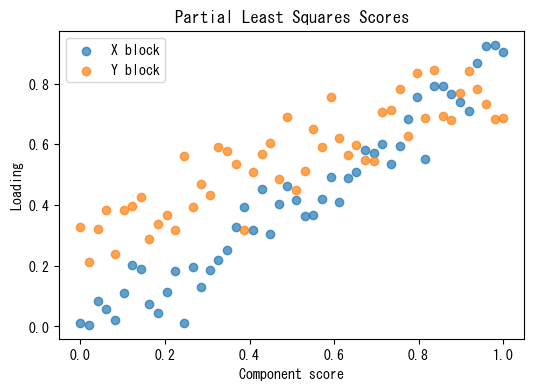 Partial Least Squares Scores
X block
Y block
Loading
0.8
0.6
0.4
0.2
0.0
0.0 0.2 0.4 0.6 0.8 1.0
Component score